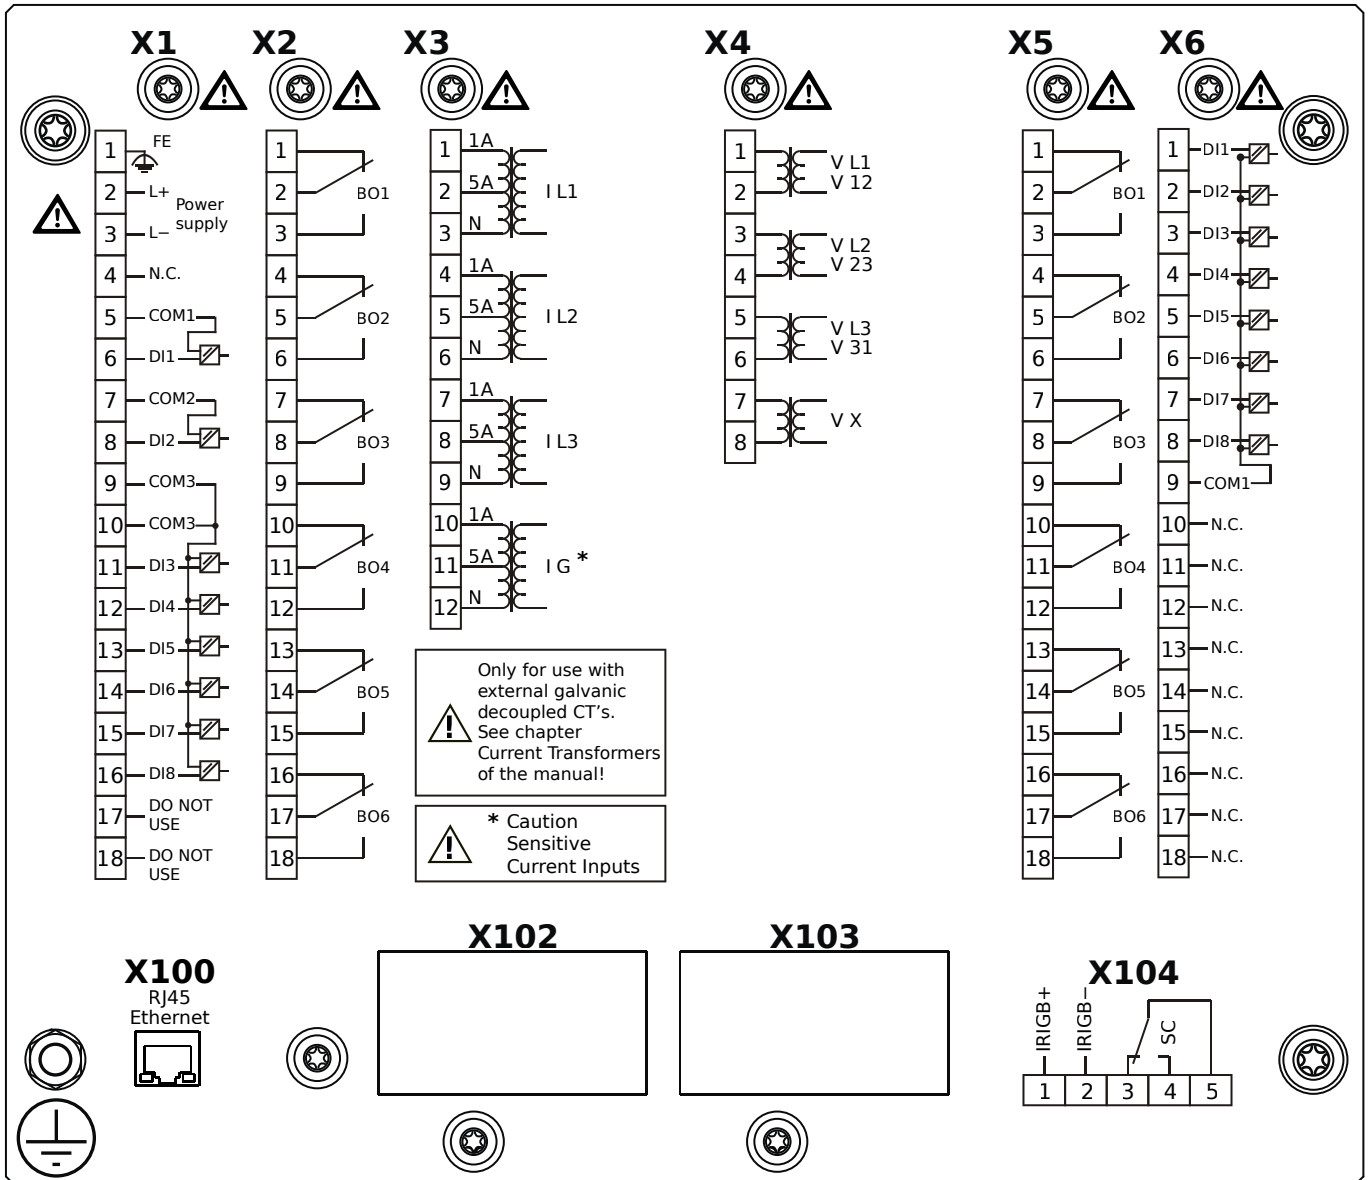 X1 X2 X3 X4 X5 X6
1 FE
2 L+
Power
supply
3 L−
4 N.C.
5 COM1
6 DI1
7 COM2
8 DI2
9 COM3
10 COM3
11 DI3
12 DI4
13 DI5
14 DI6
15 DI7
16 DI8
17 DO NOT
USE
18 DO NOT
USE
1
2 BO1
3
4
5 BO2
6
7
8 BO3
9
10
11 BO4
12
13
14 BO5
15
16
17 BO6
18
1 1A
2 5A I L1
3 N
4 1A
5 5A I L2
6 N
7 1A
8 5A I L3
9 N
10 1A
11 5A I G *
12 N
Only for use with
external galvanic
decoupled CT's.
See chapter
Current Transformers
of the manual!
* Caution
Sensitive
Current Inputs
1 V L1
2 V 12
3 V L2
4 V 23
5 V L3
6 V 31
7 V X
8
1
2 BO1
3
4
5 BO2
6
7
8 BO3
9
10
11 BO4
12
13
14 BO5
15
16
17 BO6
18
1 DI1
2 DI2
3 DI3
4 DI4
5 DI5
6 DI6
7 DI7
8 DI8
9 COM1
10 N.C.
11 N.C.
12 N.C.
13 N.C.
14 N.C.
15 N.C.
16 N.C.
17 N.C.
18 N.C.
X100
RJ45
Ethernet
X102
X103
X104
IRIGB+
IRIGB−
SC
1 2 3 4 5